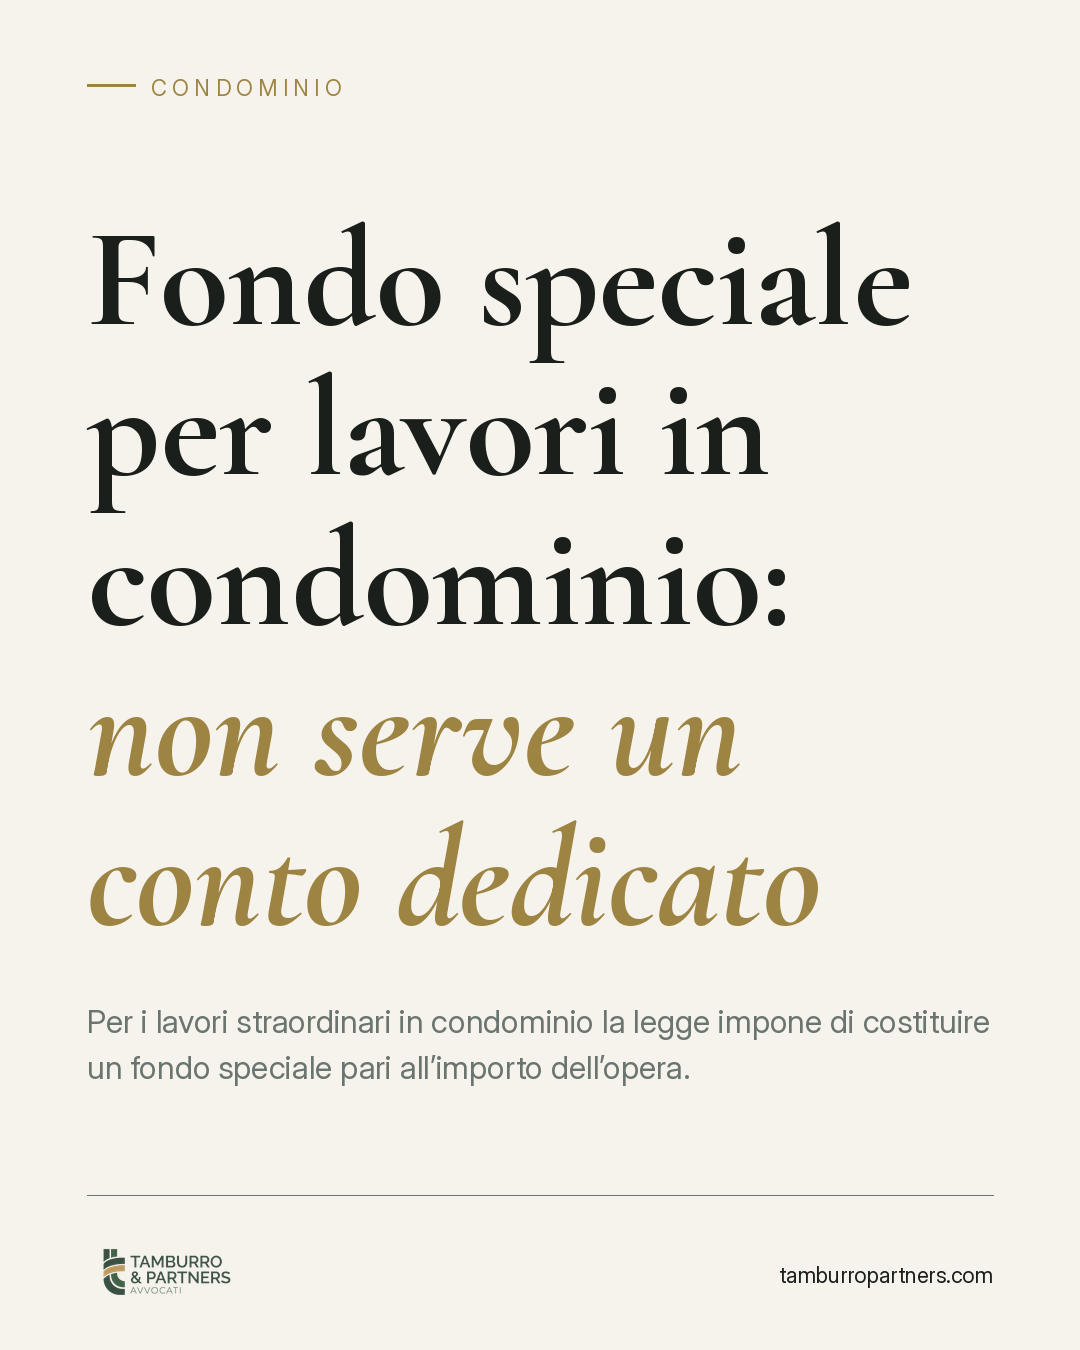 CONDOMINIO
Fondo speciale
per lavori in
condominio:
non serve un
conto dedicato
Per i lavori straordinari in condominio la legge impone di costituire
un fondo speciale pari all’importo dell’opera.
TAMBURRO
& PARTNERS
AVVOCATI
tamburropartners.com